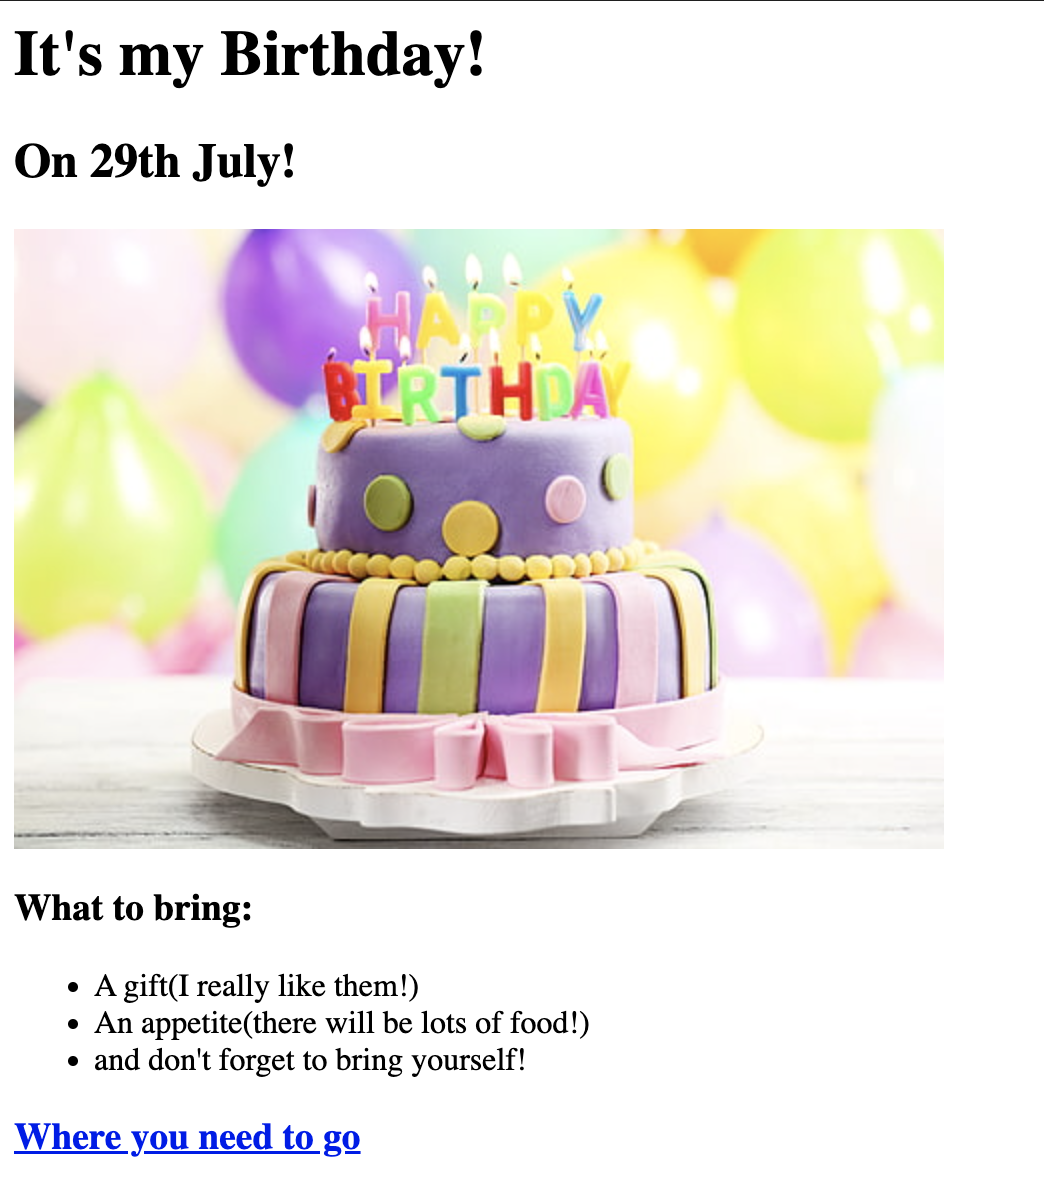 It's my Birthday!
On 29th July!
HAPPY
BIRTHDAY
What to bring:
A gift(I really like them!)
An appetite(there will be lots of food!)
and don't forget to bring yourself!
Where you need to go